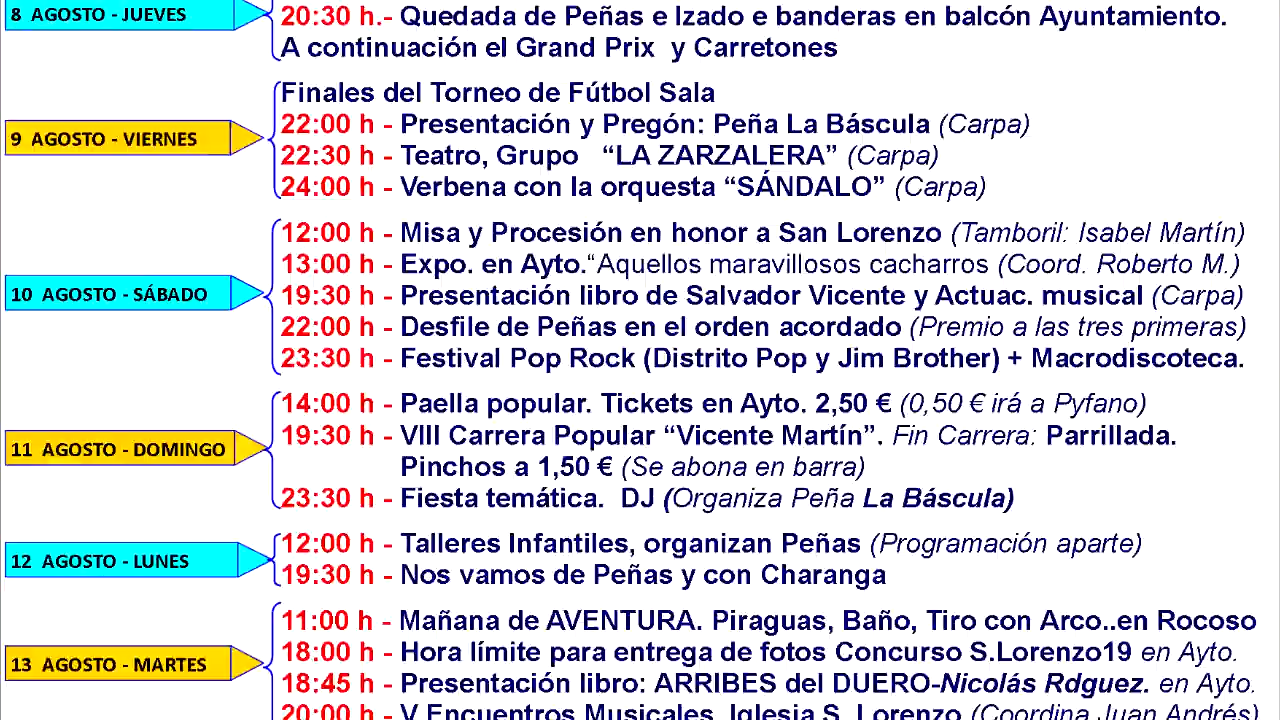 8 AGOSTO - JUEVES
20:30 h.- Quedada de Peñas e Izado e banderas en balcón Ayuntamiento.
A continuación el Grand Prix y Carretones
9 AGOSTO - VIERNES
Finales del Torneo de Fútbol Sala
22:00 h - Presentación y Pregón: Peña La Báscula (Carpa)
22:30 h - Teatro, Grupo “LA ZARZALERA” (Carpa)
24:00 h - Verbena con la orquesta “SÁNDALO” (Carpa)
10 AGOSTO - SÁBADO
12:00 h - Misa y Procesión en honor a San Lorenzo (Tamboril: Isabel Martín)
13:00 h - Expo. en Ayto.“Aquellos maravillosos cacharros (Coord. Roberto M.)
19:30 h - Presentación libro de Salvador Vicente y Actuac. musical (Carpa)
22:00 h - Desfile de Peñas en el orden acordado (Premio a las tres primeras)
23:30 h - Festival Pop Rock (Distrito Pop y Jim Brother) + Macrodiscoteca.
11 AGOSTO - DOMINGO
14:00 h - Paella popular. Tickets en Ayto. 2,50 € (0,50 € irá a Pyfano)
19:30 h - VIII Carrera Popular “Vicente Martín”. Fin Carrera: Parrillada.
Pinchos a 1,50 € (Se abona en barra)
23:30 h - Fiesta temática. DJ (Organiza Peña La Báscula)
12 AGOSTO - LUNES
12:00 h - Talleres Infantiles, organizan Peñas (Programación aparte)
19:30 h - Nos vamos de Peñas y con Charanga
13 AGOSTO - MARTES
11:00 h - Mañana de AVENTURA. Piraguas, Baño, Tiro con Arco..en Rocoso
18:00 h - Hora límite para entrega de fotos Concurso S.Lorenzo19 en Ayto.
18:45 h - Presentación libro: ARRIBES del DUERO-Nicolás Rdguez. en Ayto.
20:00 h - V Encuentros Musicales, Iglesia S. Lorenzo (Coordina Juan Andrés)